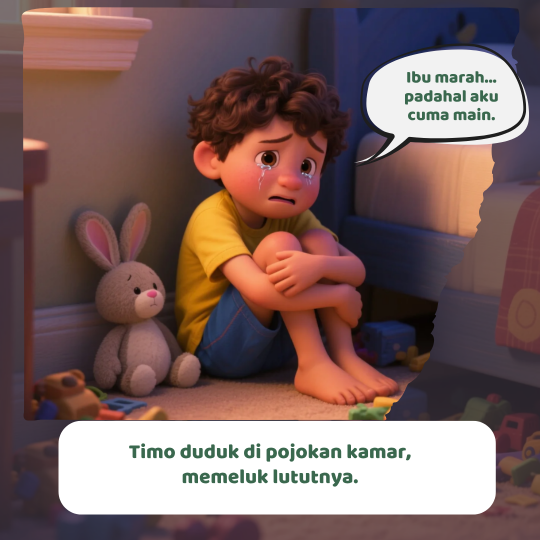 Ibu marah...
padahal aku
cuma main.
Timo duduk di pojokan kamar,
memeluk lututnya.